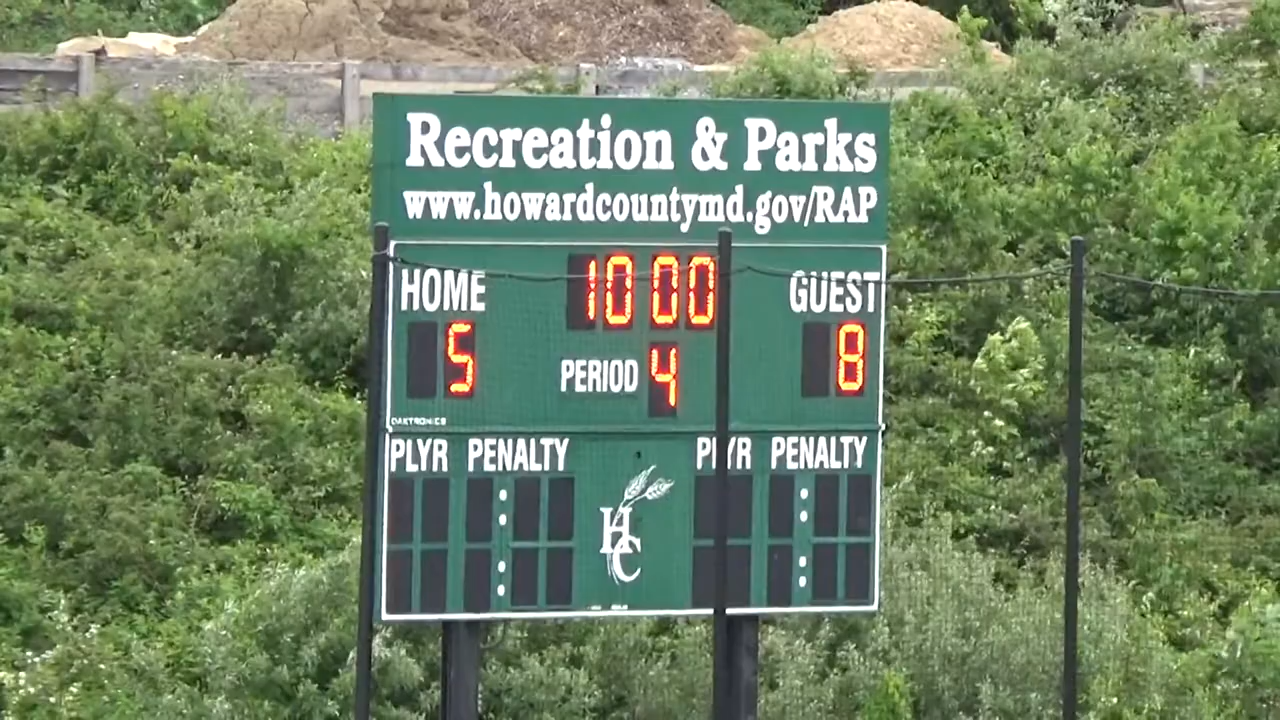 Recreation & Parks
www.howardcountymd.gov/RAP
HOME 10 00 GUEST
5 PERIOD 4 8
DAKTRONICS
PLYR PENALTY PLYR PENALTY
HC